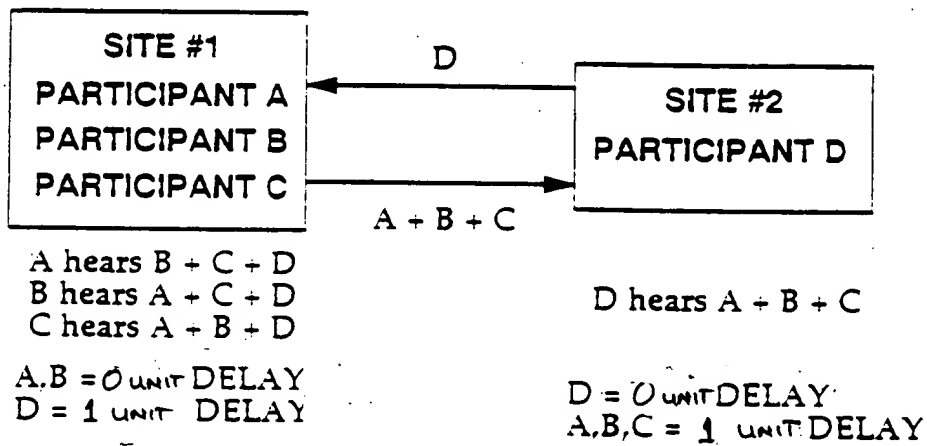 SITE #1
PARTICIPANT A
PARTICIPANT B
PARTICIPANT C
D
A + B + C
SITE #2
PARTICIPANT D
A hears B + C + D
B hears A + C + D
C hears A + B + D
A,B = 0 UNIT DELAY
D = 1 UNIT DELAY
D hears A + B + C
D = 0 UNIT DELAY
A,B,C = 1 UNIT DELAY